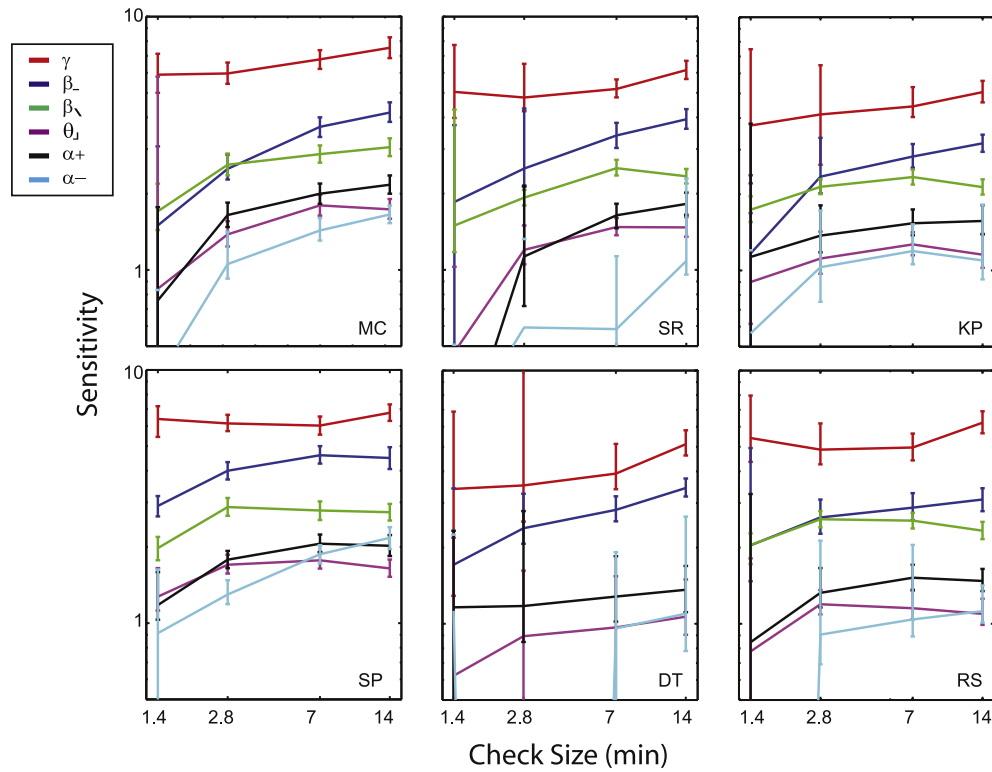 10
γ
β–
β\
θ┘
α+
α–
1
MC
SR
KP
Sensitivity
10
1
SP
DT
RS
1.4 2.8 7 14
1.4 2.8 7 14
1.4 2.8 7 14
Check Size (min)